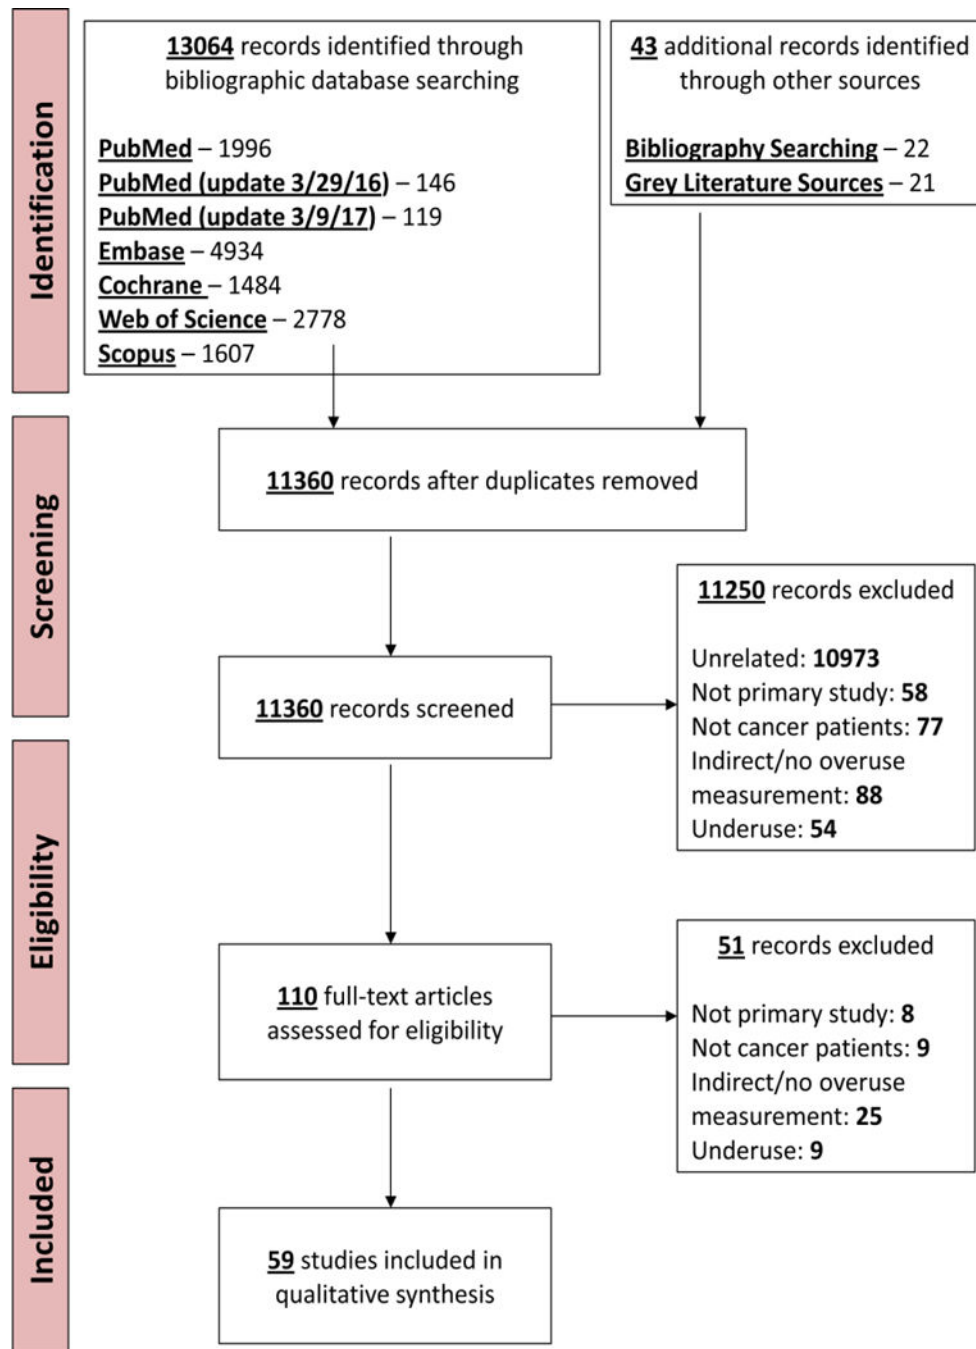 Identification
13064 records identified through
bibliographic database searching
PubMed – 1996
PubMed (update 3/29/16) – 146
PubMed (update 3/9/17) – 119
Embase – 4934
Cochrane – 1484
Web of Science – 2778
Scopus – 1607
43 additional records identified
through other sources
Bibliography Searching – 22
Grey Literature Sources – 21
Screening
11360 records after duplicates removed
11360 records screened
11250 records excluded
Unrelated: 10973
Not primary study: 58
Not cancer patients: 77
Indirect/no overuse
measurement: 88
Underuse: 54
Eligibility
110 full-text articles
assessed for eligibility
51 records excluded
Not primary study: 8
Not cancer patients: 9
Indirect/no overuse
measurement: 25
Underuse: 9
Included
59 studies included in
qualitative synthesis